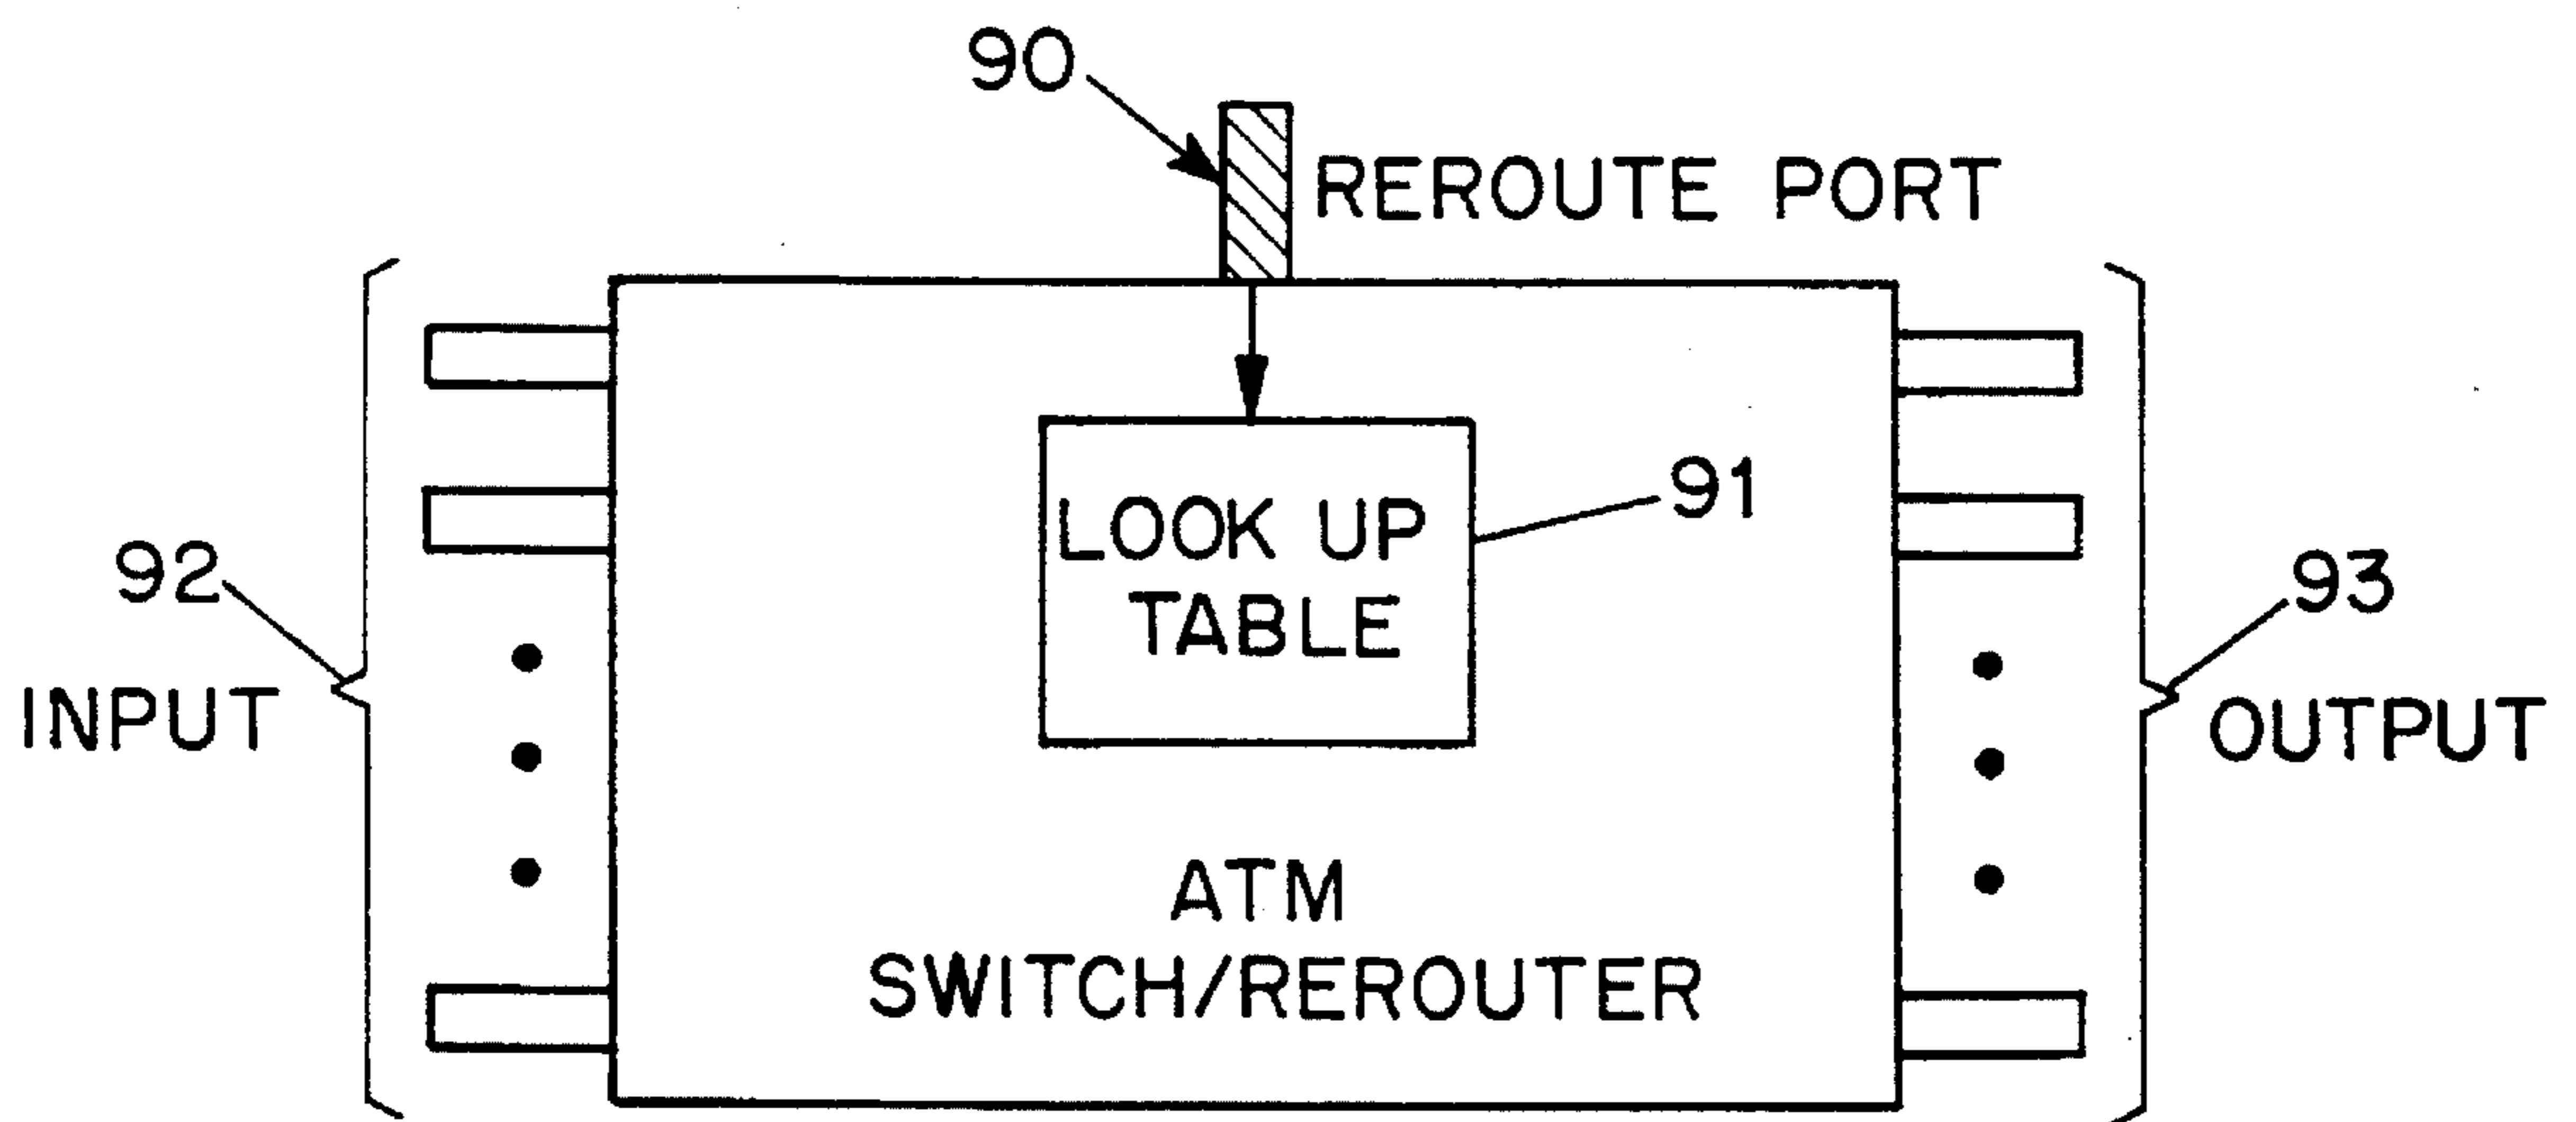 90
REROUTE PORT
LOOK UP
TABLE
91
92
INPUT
93
OUTPUT
ATM
SWITCH/REROUTER